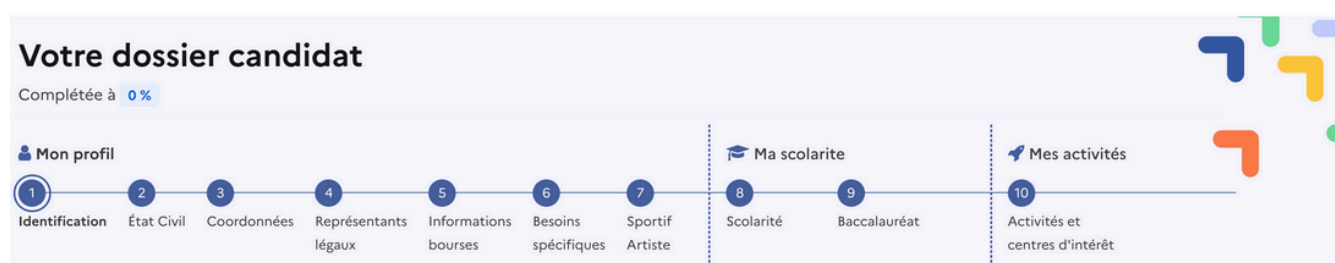 Votre dossier candidat
Complétée à 0 %
Mon profil
Ma scolarite
Mes activités
1 2 3 4 5 6 7 8 9 10
Identification État Civil Coordonnées Représentants Informations Besoins Sportif Scolarité Baccalauréat Activités et
légaux bourses spécifiques Artiste centres d'intérêt